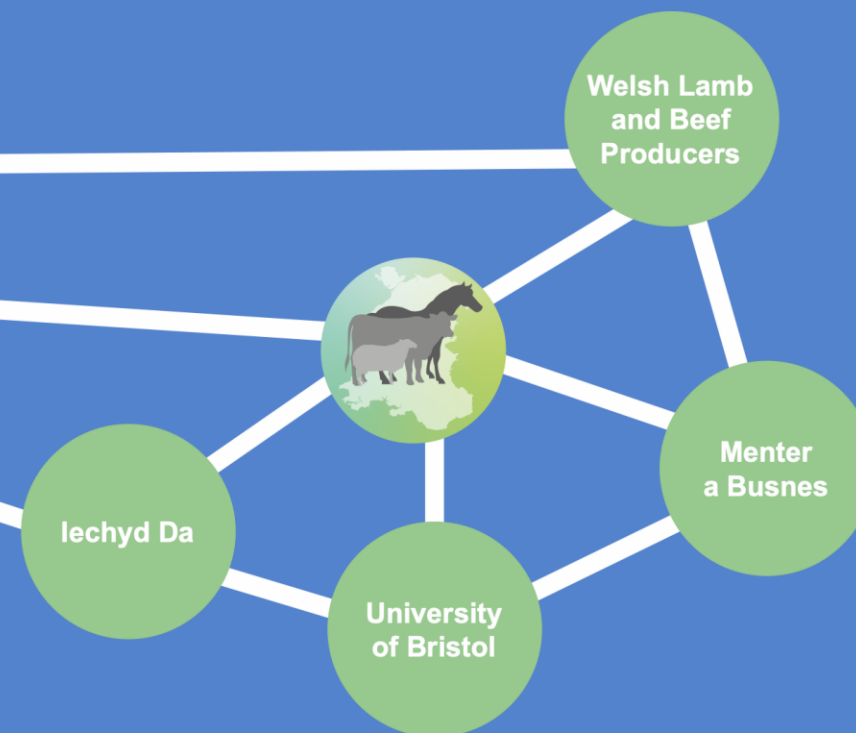 Welsh Lamb
and Beef
Producers
Menter
a Busnes
Iechyd Da
University
of Bristol